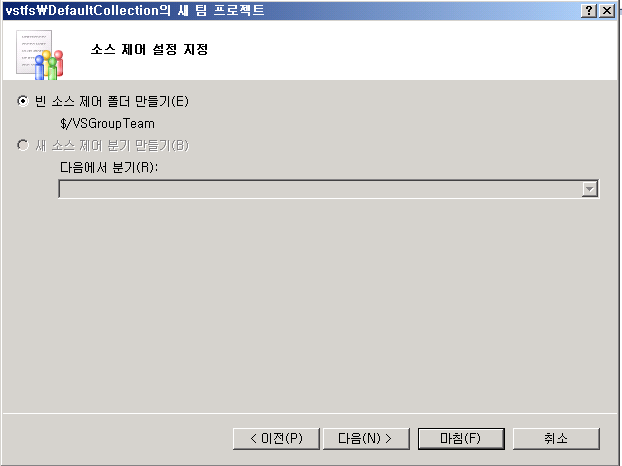 vstfs₩DefaultCollection의 새 팀 프로젝트
소스 제어 설정 지정
빈 소스 제어 폴더 만들기(E)
$/VSGroupTeam
새 소스 제어 분기 만들기(B)
다음에서 분기(R):
< 이전(P) 다음(N) > 마침(F) 취소